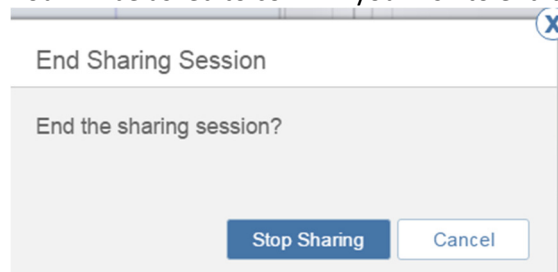 X
End Sharing Session
End the sharing session?
Stop Sharing
Cancel